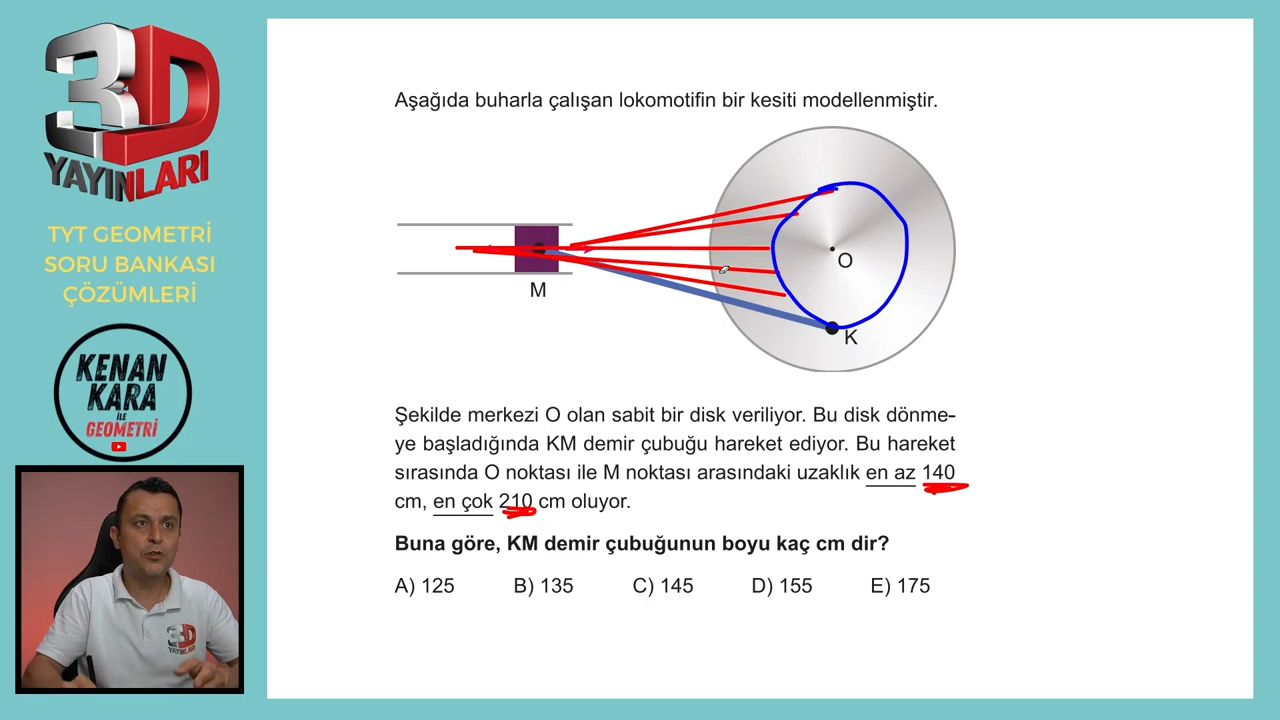 3D
YAYINLARI
TYT GEOMETRİ
SORU BANKASI
ÇÖZÜMLERİ
KENAN
KARA
İLE
GEOMETRİ
3D
YAYINLARI
Aşağıda buharla çalışan lokomotifin bir kesiti modellenmiştir.
M
O
K
Şekilde merkezi O olan sabit bir disk veriliyor. Bu disk dönme-
ye başladığında KM demir çubuğu hareket ediyor. Bu hareket
sırasında O noktası ile M noktası arasındaki uzaklık en az 140
cm, en çok 210 cm oluyor.
Buna göre, KM demir çubuğunun boyu kaç cm dir?
A) 125 B) 135 C) 145 D) 155 E) 175